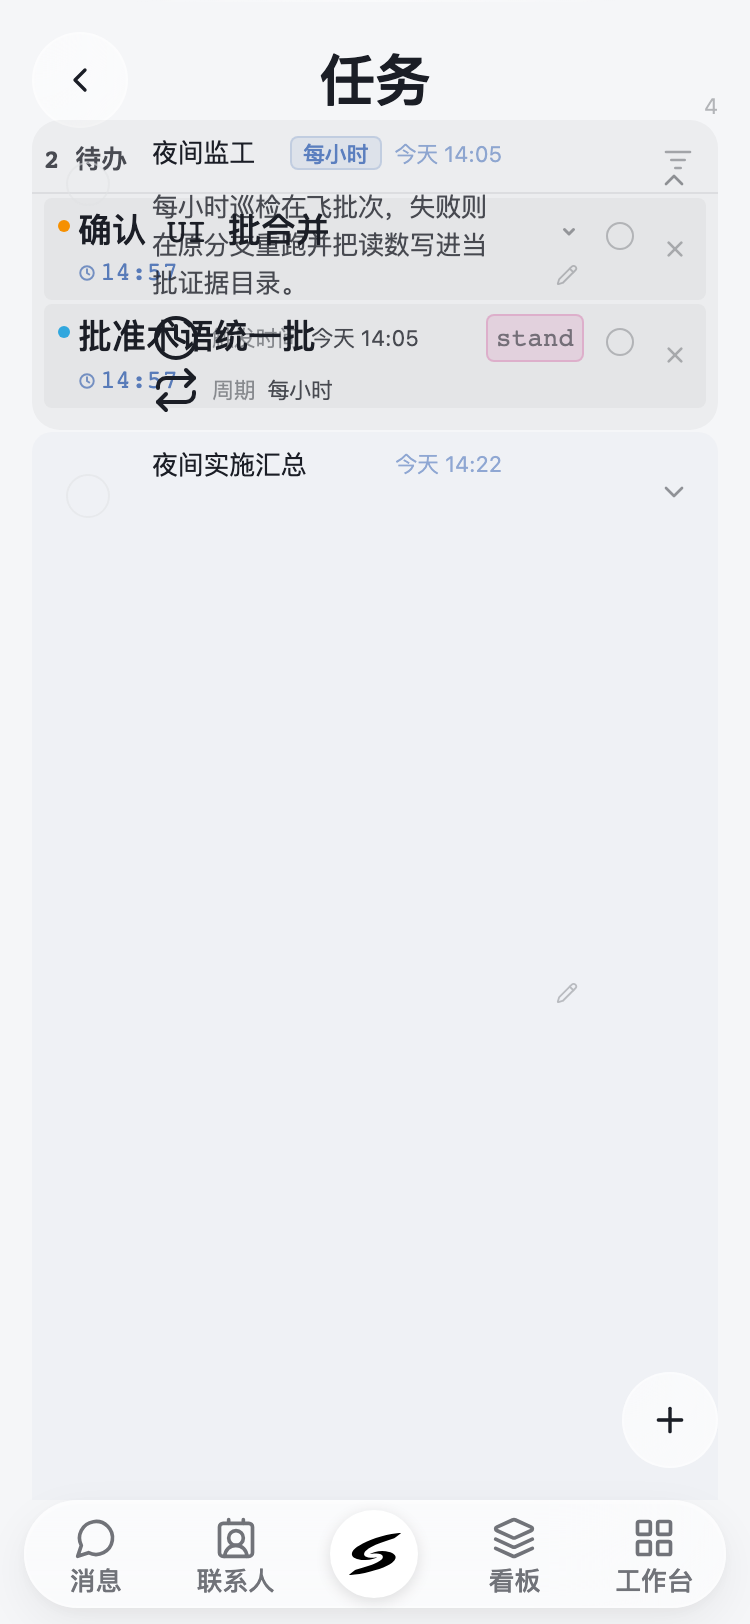 任务
4
2 待办
夜间监工 每小时 今天 14:05
每小时巡检在飞批次，失败则
在原分支重跑并把读数写进当
批证据目录。
确认 UI 批合并
14:57
批准术语统一批
14:57
今天 14:05
stand
周期 每小时
夜间实施汇总 今天 14:22
消息
联系人
看板
工作台